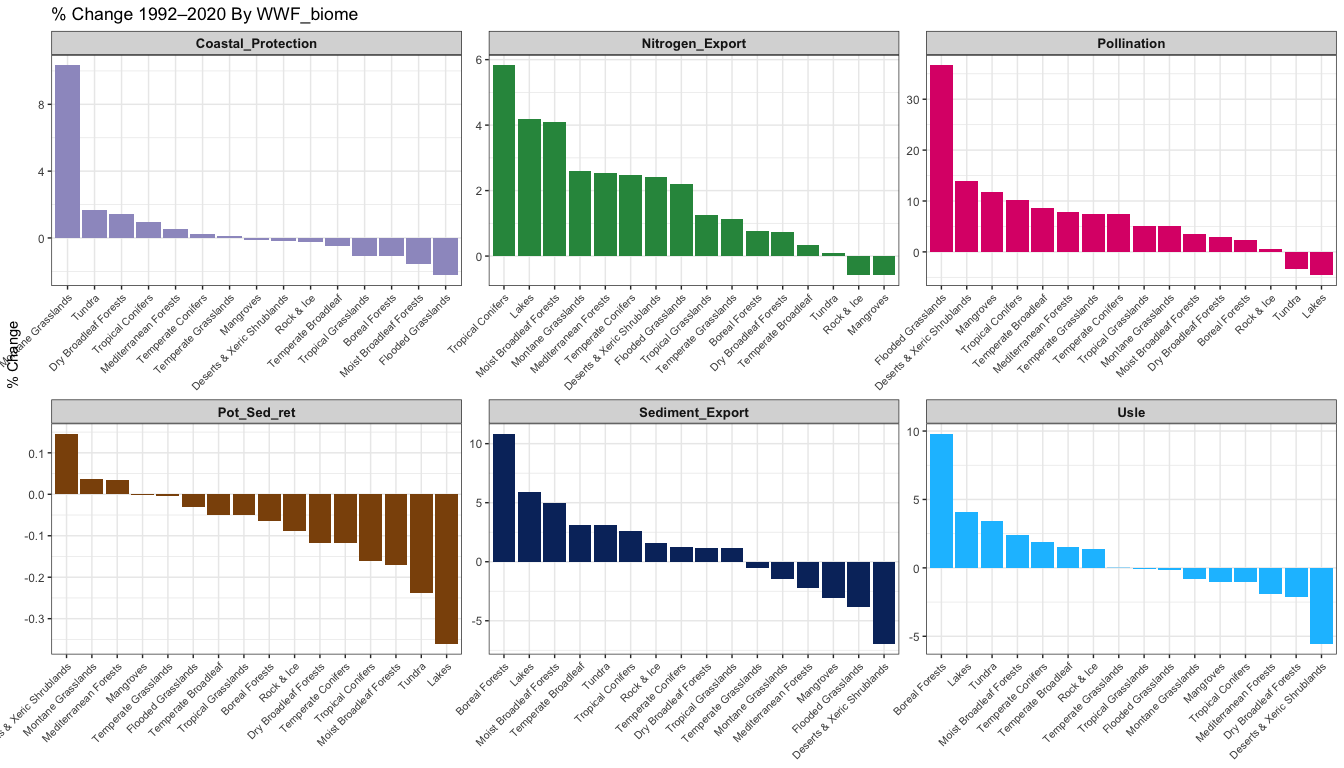 % Change 1992–2020 By WWF_biome
Coastal_Protection
8
4
0
Grasslands
Tundra
Dry Broadleaf Forests
Tropical Conifers
Mediterranean Forests
Temperate Conifers
Temperate Grasslands
Mangroves
Deserts & Xeric Shrublands
Rock & Ice
Temperate Broadleaf
Tropical Grasslands
Boreal Forests
Moist Broadleaf Forests
Flooded Grasslands
Nitrogen_Export
6
4
2
0
Tropical Conifers
Lakes
Moist Broadleaf Forests
Montane Grasslands
Mediterranean Forests
Temperate Conifers
Deserts & Xeric Shrublands
Flooded Grasslands
Tropical Grasslands
Temperate Grasslands
Boreal Forests
Dry Broadleaf Forests
Temperate Broadleaf
Tundra
Rock & Ice
Mangroves
Pollination
30
20
10
0
Flooded Grasslands
Deserts & Xeric Shrublands
Mangroves
Tropical Conifers
Temperate Broadleaf
Mediterranean Forests
Temperate Grasslands
Temperate Conifers
Tropical Grasslands
Montane Grasslands
Moist Broadleaf Forests
Dry Broadleaf Forests
Boreal Forests
Rock & Ice
Tundra
Lakes
% Change
Pot_Sed_ret
0.1
0.0
-0.1
-0.2
-0.3
& Xeric Shrublands
Montane Grasslands
Mediterranean Forests
Mangroves
Temperate Grasslands
Flooded Grasslands
Temperate Broadleaf
Tropical Grasslands
Boreal Forests
Rock & Ice
Dry Broadleaf Forests
Temperate Conifers
Tropical Conifers
Moist Broadleaf Forests
Tundra
Lakes
Sediment_Export
10
5
0
-5
Boreal Forests
Lakes
Moist Broadleaf Forests
Temperate Broadleaf
Tundra
Tropical Conifers
Rock & Ice
Temperate Conifers
Dry Broadleaf Forests
Tropical Grasslands
Temperate Grasslands
Montane Grasslands
Mediterranean Forests
Mangroves
Flooded Grasslands
Deserts & Xeric Shrublands
Usle
10
5
0
-5
Boreal Forests
Lakes
Tundra
Moist Broadleaf Forests
Temperate Conifers
Temperate Broadleaf
Rock & Ice
Temperate Grasslands
Tropical Grasslands
Flooded Grasslands
Montane Grasslands
Mangroves
Tropical Conifers
Mediterranean Forests
Dry Broadleaf Forests
Deserts & Xeric Shrublands